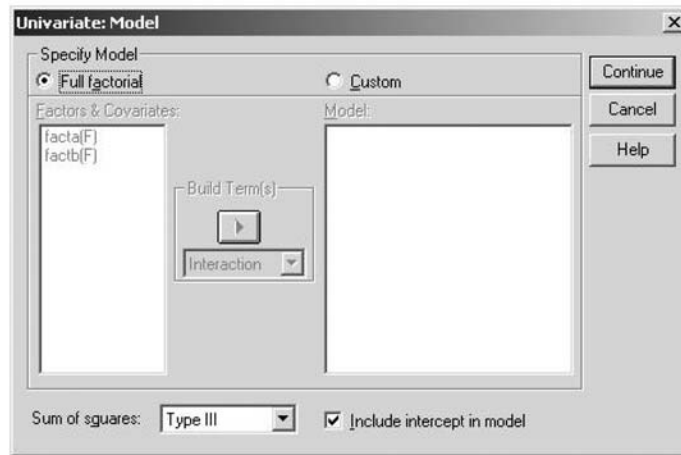 Univariate: Model
Specify Model
Full factorial
Custom
Continue
Cancel
Help
Factors & Covariates:
Model:
facta(F)
factb(F)
Build Term(s)
Interaction
Sum of squares:
Type III
Include intercept in model